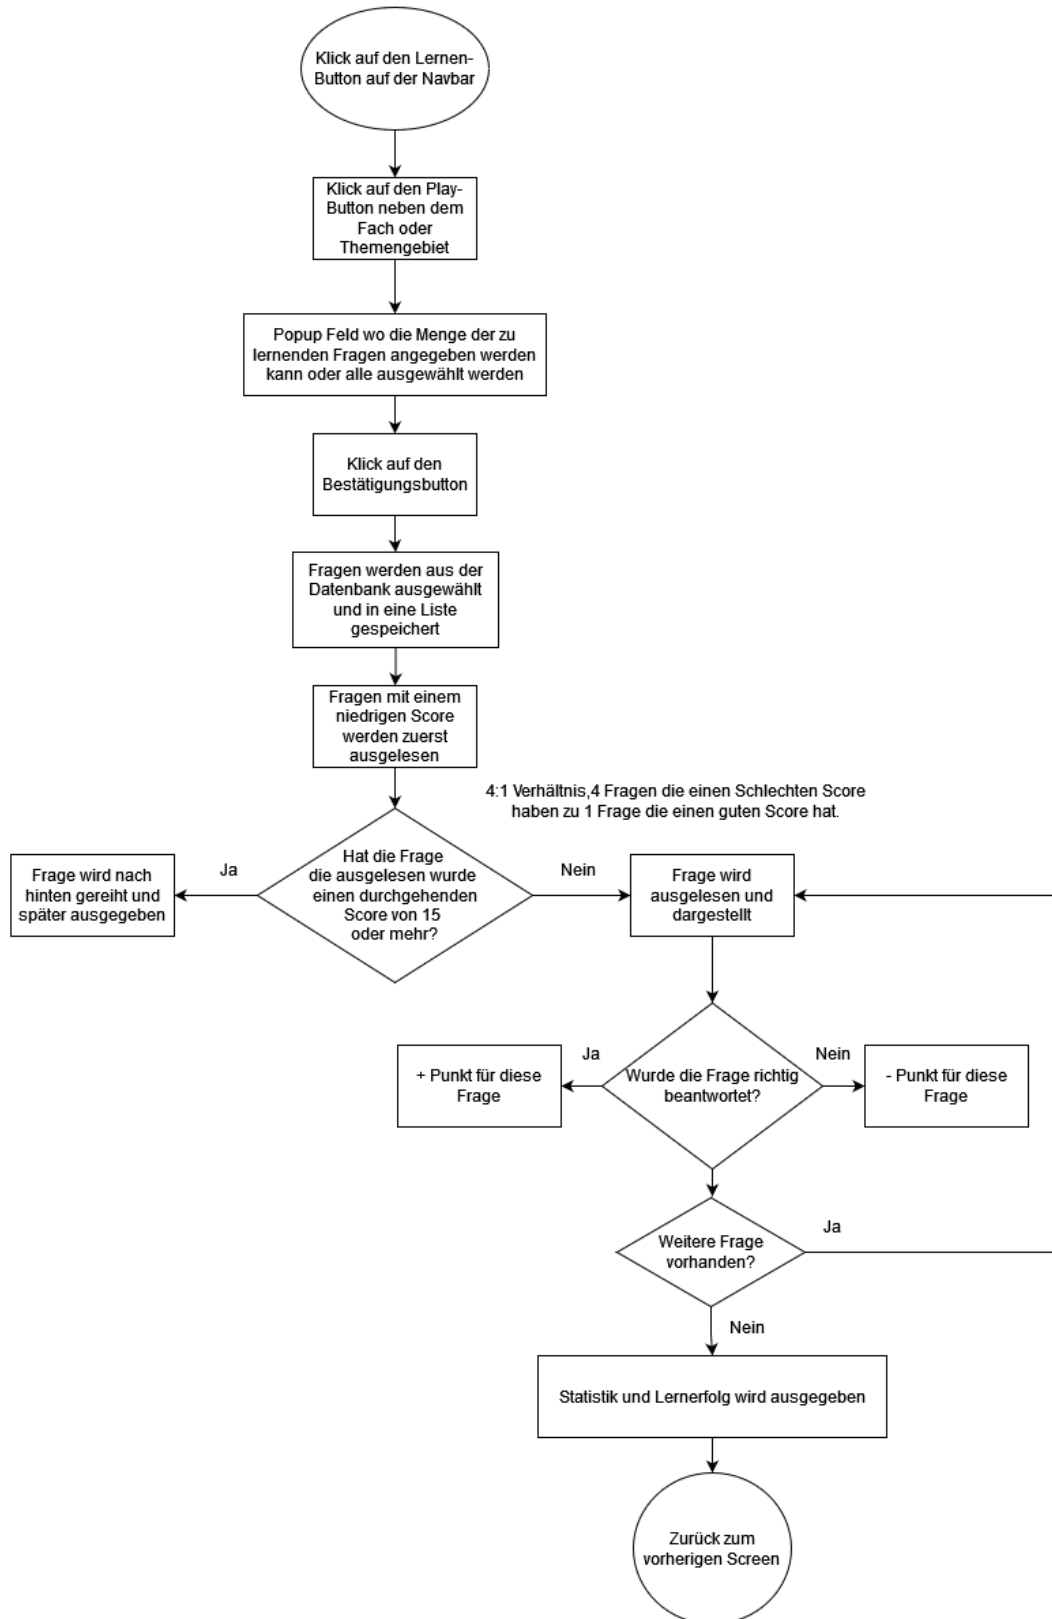 Klick auf den Lernen-
Button auf der Navbar
Klick auf den Play-
Button neben dem
Fach oder
Themengebiet
Popup Feld wo die Menge der zu
lernenden Fragen angegeben werden
kann oder alle ausgewählt werden
Klick auf den
Bestätigungsbutton
Fragen werden aus der
Datenbank ausgewählt
und in eine Liste
gespeichert
Fragen mit einem
niedrigen Score
werden zuerst
ausgelesen
4:1 Verhältnis,4 Fragen die einen Schlechten Score
haben zu 1 Frage die einen guten Score hat.
Hat die Frage
die ausgelesen wurde
einen durchgehenden
Score von 15
oder mehr?
Ja
Frage wird nach
hinten gereiht und
später ausgegeben
Nein
Frage wird
ausgelesen und
dargestellt
Wurde die Frage richtig
beantwortet?
Ja
+ Punkt für diese
Frage
Nein
- Punkt für diese
Frage
Weitere Frage
vorhanden?
Ja
Nein
Statistik und Lernerfolg wird ausgegeben
Zurück zum
vorherigen Screen